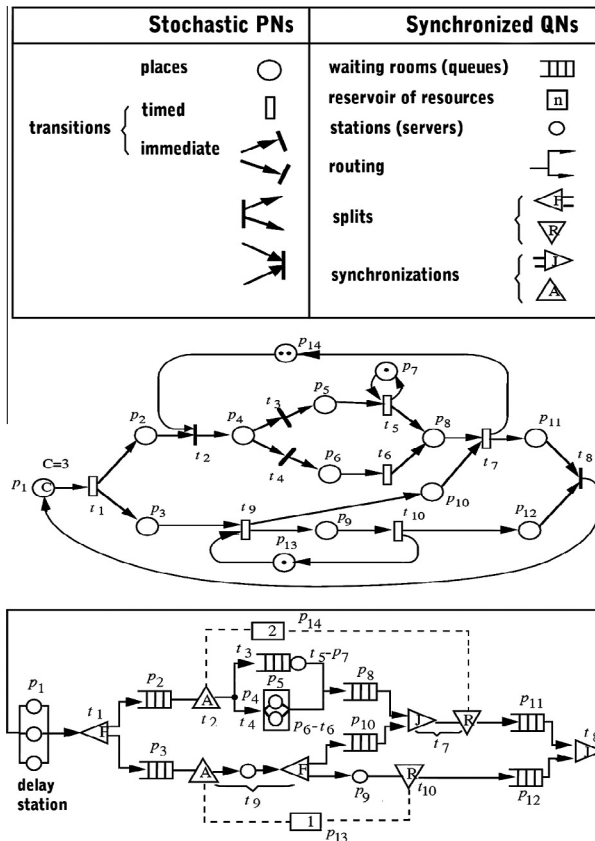 Stochastic PNs
Synchronized QNs
places
transitions
timed
immediate
waiting rooms (queues)
reservoir of resources
n
stations (servers)
routing
splits
F
R
synchronizations
J
A
p14
p7
p2
p4
t3
p5
t5
p8
p11
t2
t4
p6
t6
t7
t8
C=3
p1
C
t1
p3
t9
p10
p9
t10
p12
p13
p14
2
p1
p2
t3
t5-p7
p8
p11
t1
F
A
t2
p4
p5
t4
p6-t6
p10
J
R
t7
t8
J
p3
A
F
t9
p9
R
t10
p12
delay
station
1
p13